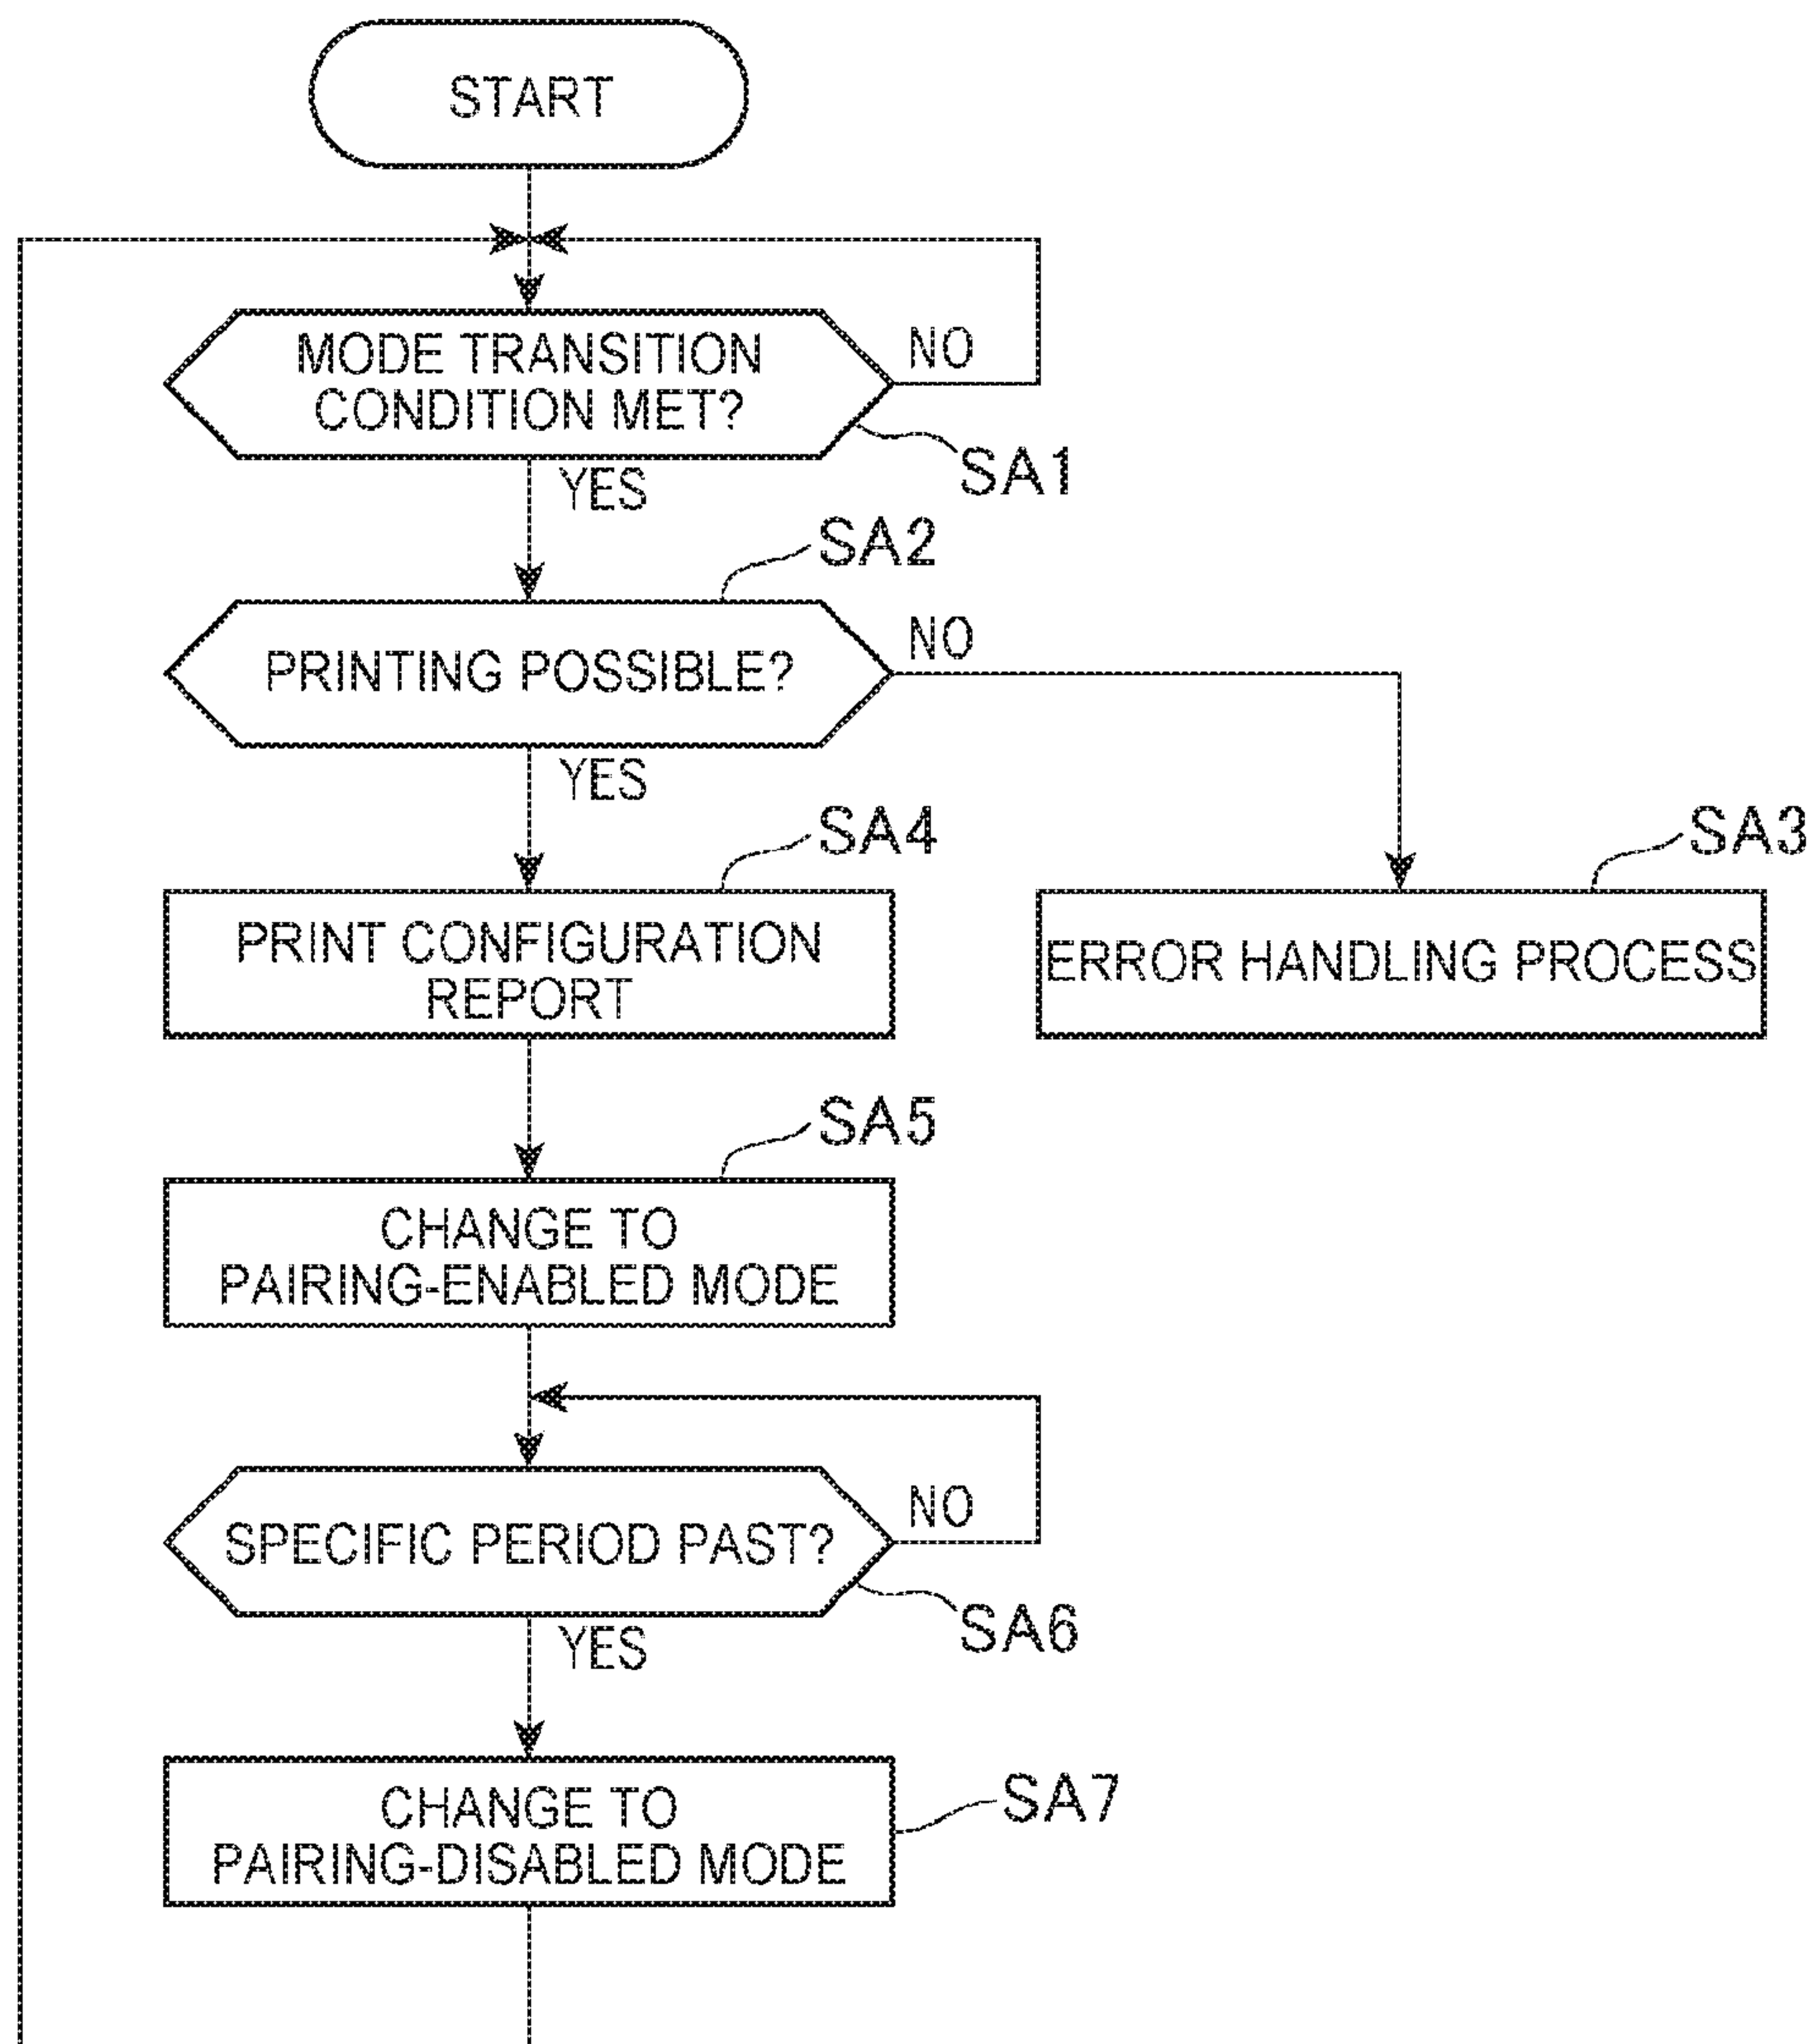 START
MODE TRANSITION
CONDITION MET?
NO
SA1
YES
SA2
PRINTING POSSIBLE?
NO
YES
SA4
SA3
PRINT CONFIGURATION
REPORT
ERROR HANDLING PROCESS
SA5
CHANGE TO
PAIRING-ENABLED MODE
SPECIFIC PERIOD PAST?
NO
SA6
YES
CHANGE TO
PAIRING-DISABLED MODE
SA7